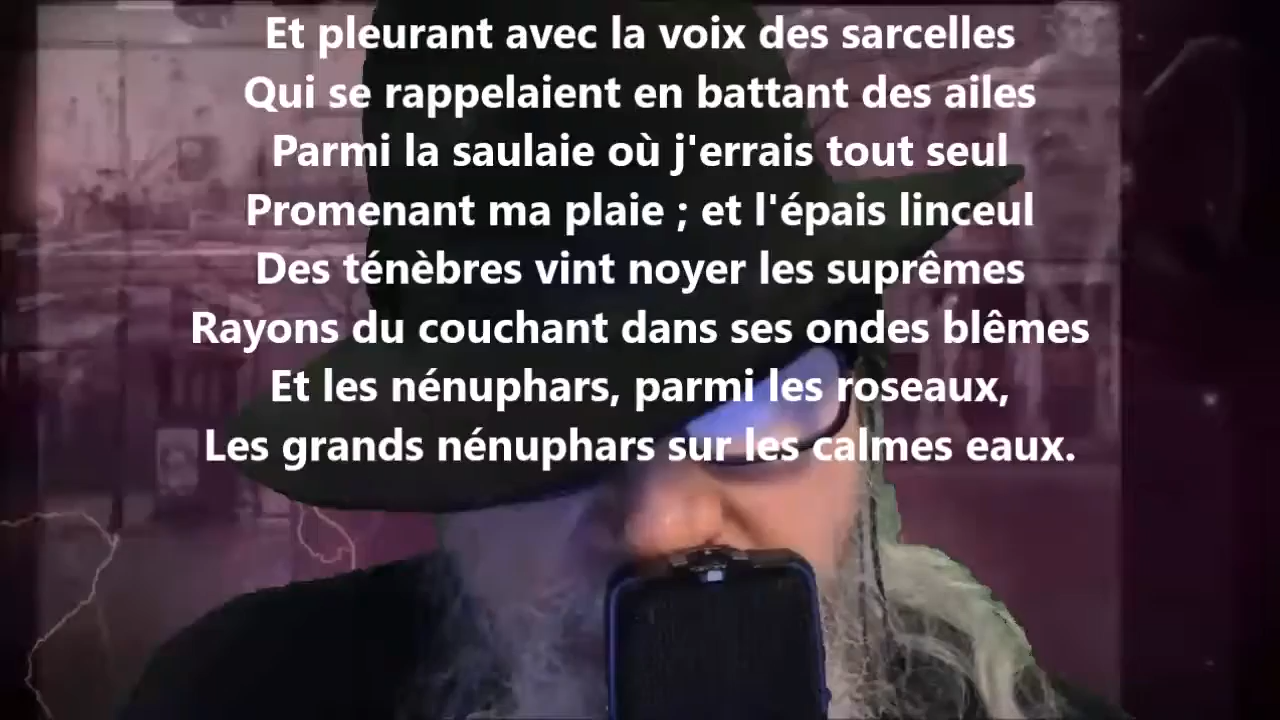 Et pleurant avec la voix des sarcelles
Qui se rappelaient en battant des ailes
Parmi la saulaie où j'errais tout seul
Promenant ma plaie ; et l'épais linceul
Des ténèbres vint noyer les suprêmes
Rayons du couchant dans ses ondes blêmes
Et les nénuphars, parmi les roseaux,
Les grands nénuphars sur les calmes eaux.